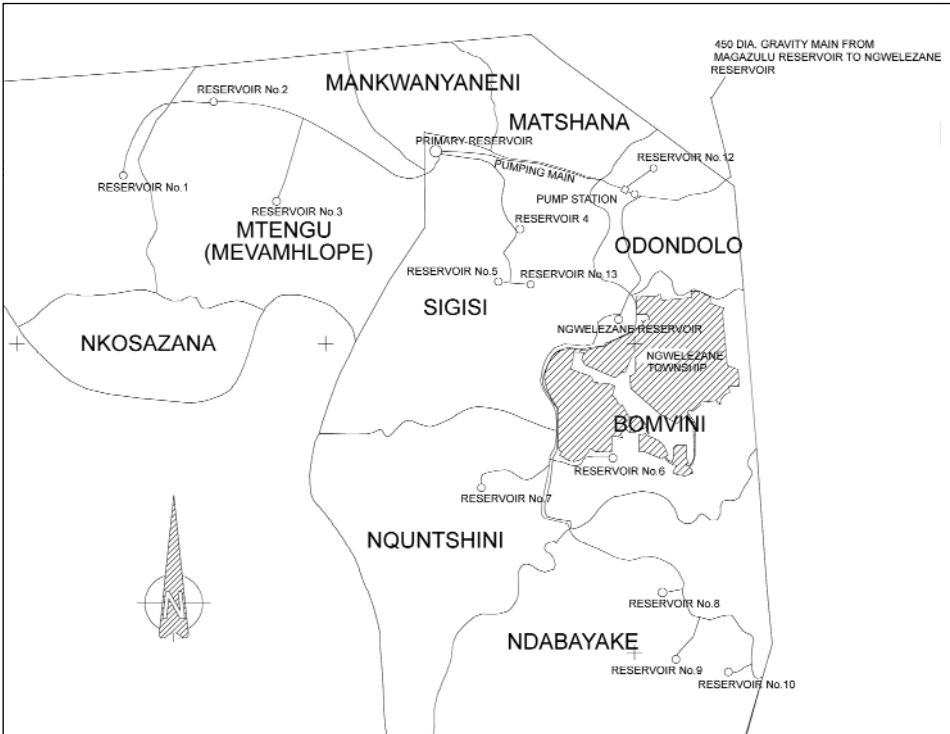 450 DIA. GRAVITY MAIN FROM
MAGAZULU RESERVOIR TO NGWELEZANE
RESERVOIR
MANKWANYANENI
RESERVOIR No.2
MATSHANA
PRIMARY RESERVOIR
RESERVOIR No.12
PUMPING MAIN
RESERVOIR No.1
PUMP STATION
RESERVOIR No.3
RESERVOIR 4
MTENGU
(MEVAMHLOPE)
ODONDOLO
RESERVOIR No.5
RESERVOIR No.13
SIGISI
NGWELEZANE RESERVOIR
NKOSAZANA
NGWELEZANE
TOWNSHIP
BOMVINI
RESERVOIR No.6
RESERVOIR No.7
NQUNTSHINI
N
RESERVOIR No.8
NDABAYAKE
RESERVOIR No.9
RESERVOIR No.10